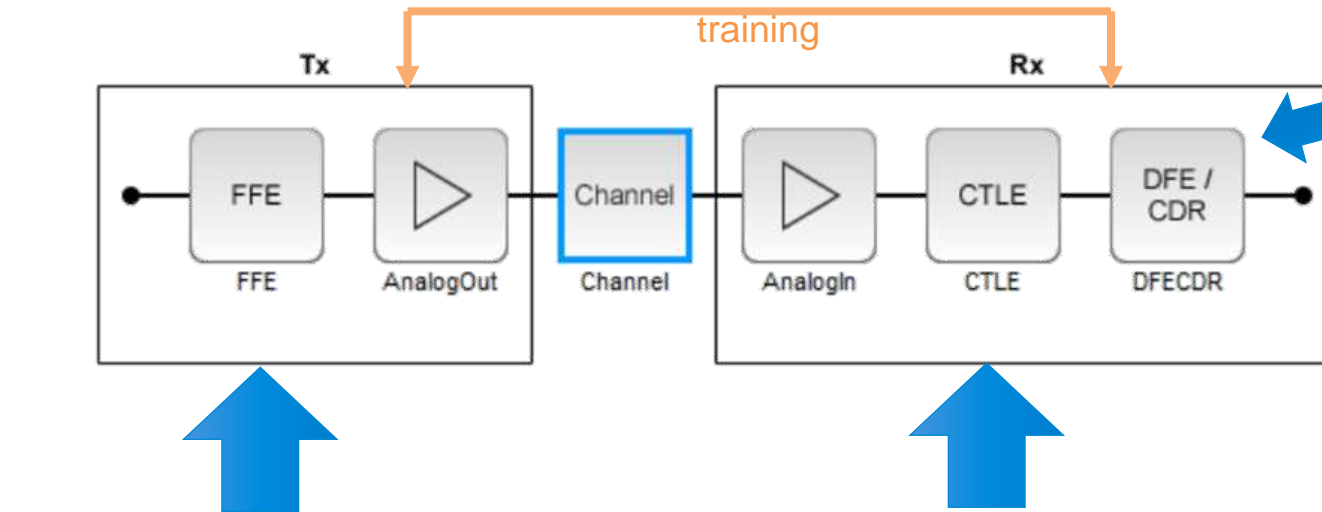 training
Tx
Rx
FFE
Channel
CTLE
DFE /
CDR
FFE
AnalogOut
Channel
AnalogIn
CTLE
DFECDR